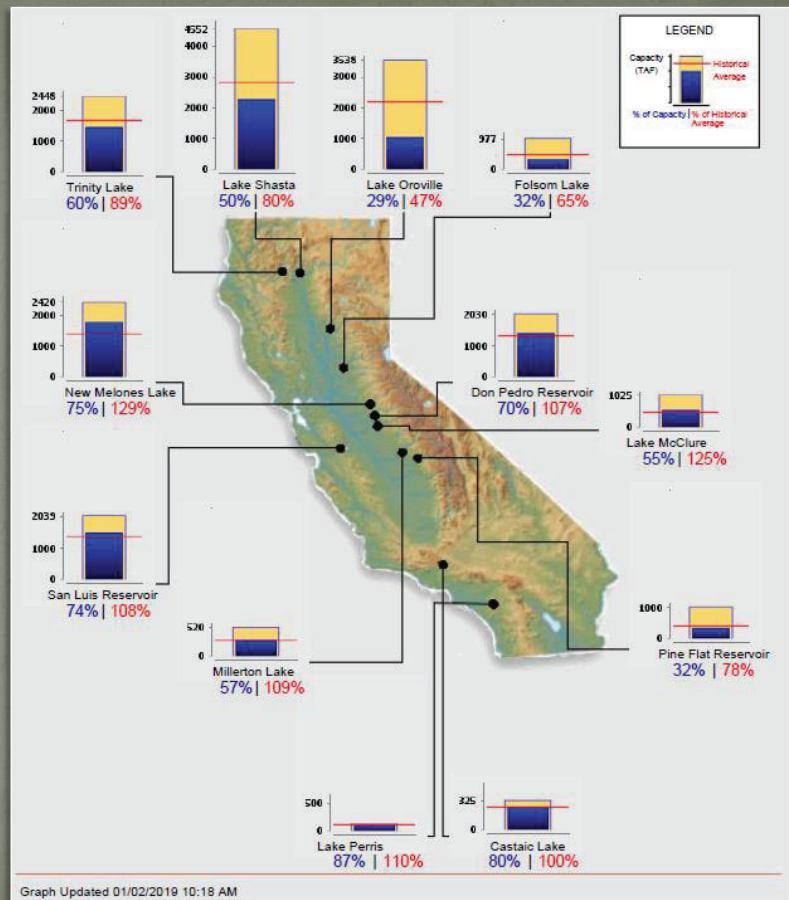 4552
4000
3000
2000
1000
0
Lake Shasta
50% | 80%
3538
3000
2000
1000
0
Lake Oroville
29% | 47%
LEGEND
Capacity
(TAF)
Historical
Average
% of Capacity | % of Historical
Average
2448
2000
1000
0
Trinity Lake
60% | 89%
977
0
Folsom Lake
32% | 65%
2420
2000
1000
0
New Melones Lake
75% | 129%
2030
1000
0
Don Pedro Reservoir
70% | 107%
1025
0
Lake McClure
55% | 125%
2039
1000
0
San Luis Reservoir
74% | 108%
520
0
Millerton Lake
57% | 109%
1000
0
Pine Flat Reservoir
32% | 78%
500
0
Lake Perris
87% | 110%
325
0
Castaic Lake
80% | 100%
Graph Updated 01/02/2019 10:18 AM